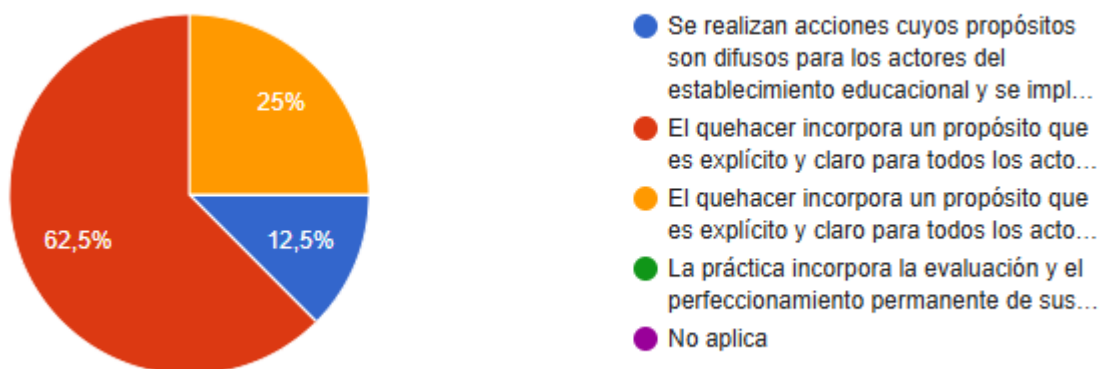 25%
62,5%
12,5%
Se realizan acciones cuyos propósitos
son difusos para los actores del
establecimiento educacional y se impl…
El quehacer incorpora un propósito que
es explícito y claro para todos los acto…
El quehacer incorpora un propósito que
es explícito y claro para todos los acto…
La práctica incorpora la evaluación y el
perfeccionamiento permanente de sus…
No aplica